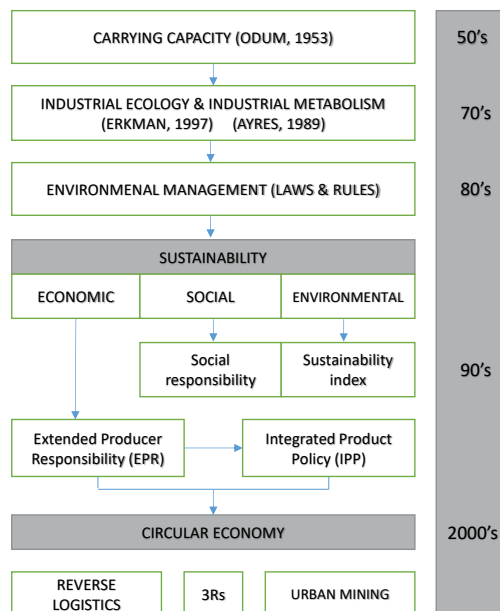 CARRYING CAPACITY (ODUM, 1953)
50's
INDUSTRIAL ECOLOGY & INDUSTRIAL METABOLISM
(ERKMAN, 1997) (AYRES, 1989)
70's
ENVIRONMENAL MANAGEMENT (LAWS & RULES)
80's
SUSTAINABILITY
ECONOMIC
SOCIAL
ENVIRONMENTAL
Social
responsibility
Sustainability
index
90's
Extended Producer
Responsibility (EPR)
Integrated Product
Policy (IPP)
CIRCULAR ECONOMY
2000's
REVERSE
LOGISTICS
3Rs
URBAN MINING